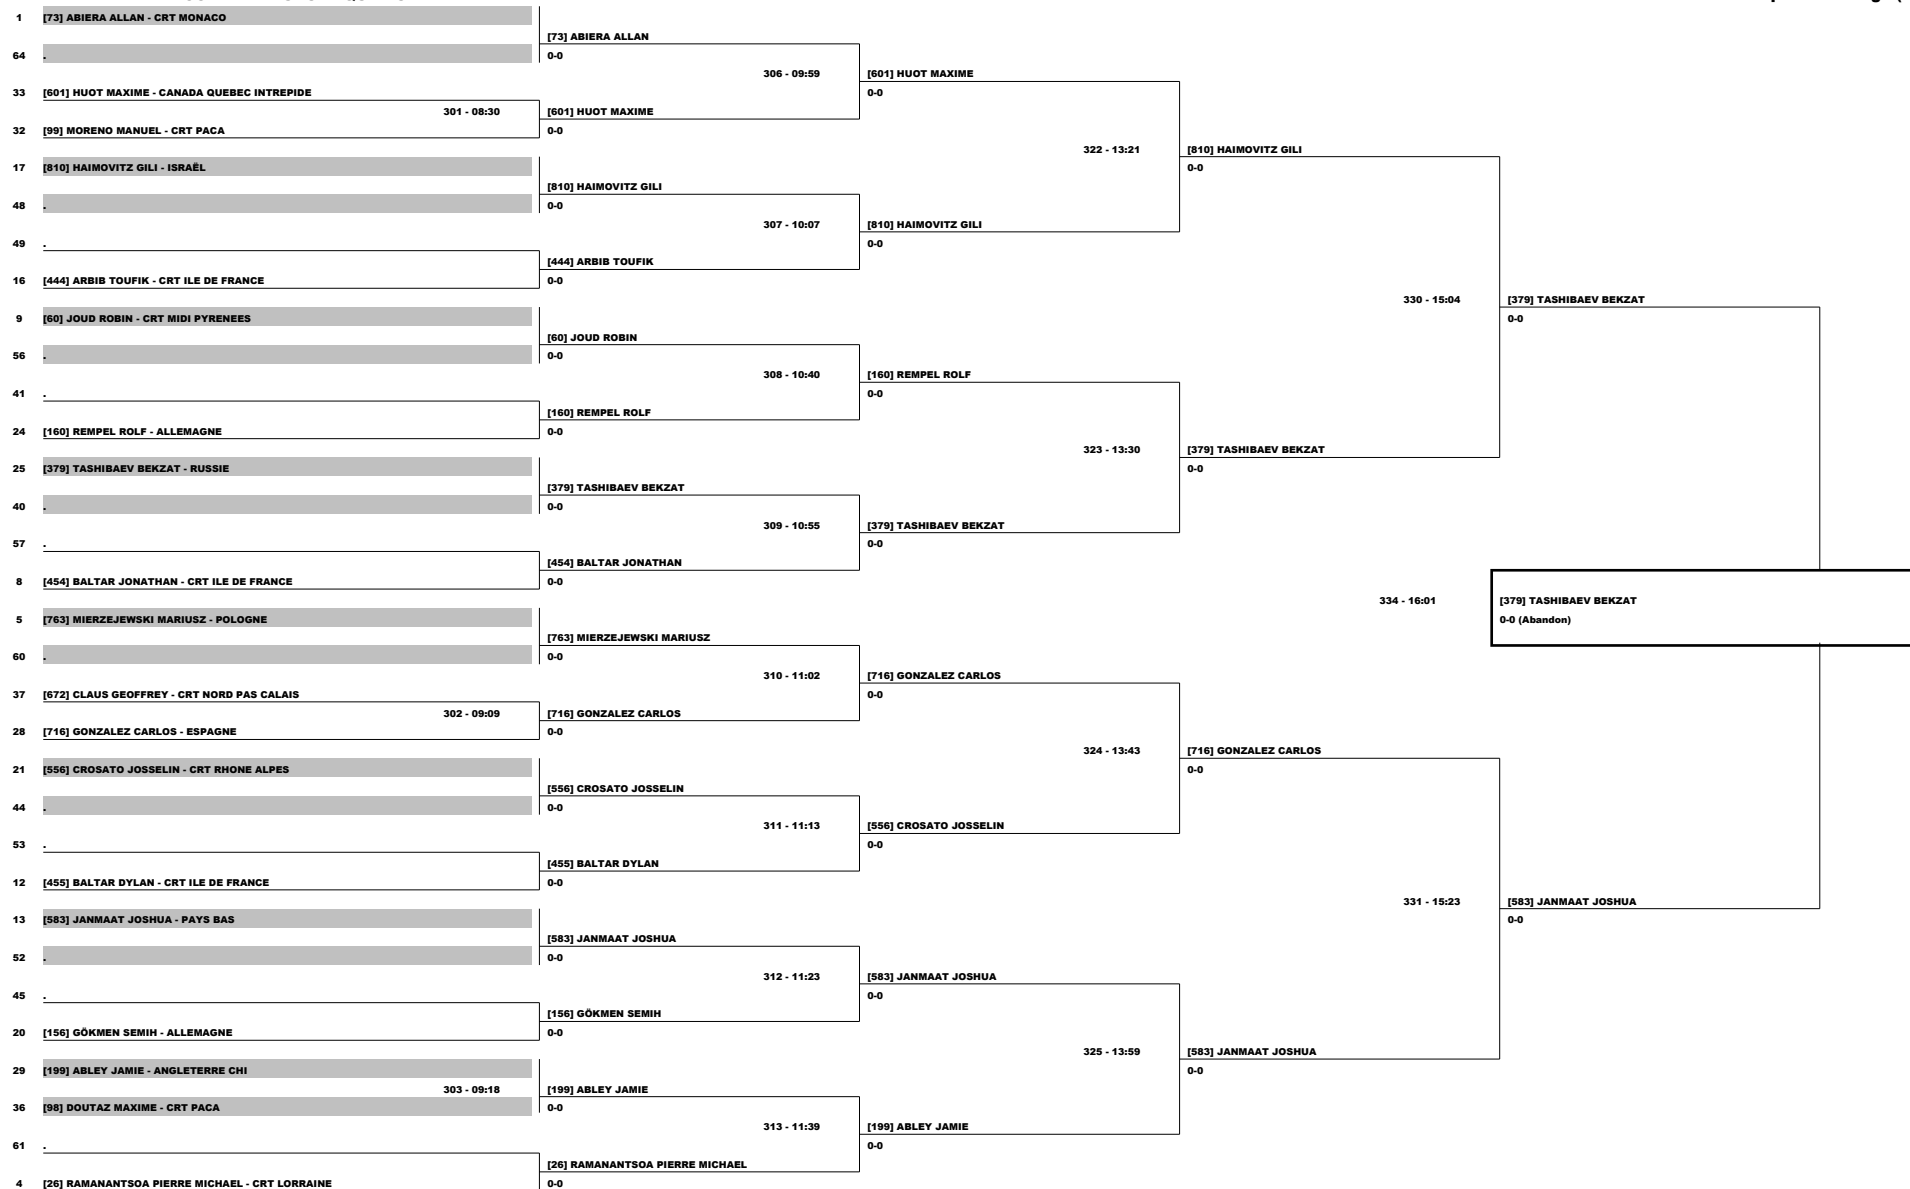 1 [73] ABIERA ALLAN - CRT MONACO
[73] ABIERA ALLAN
64 . 0-0
306 - 09:59 [601] HUOT MAXIME
33 [601] HUOT MAXIME - CANADA QUEBEC INTREPIDE 0-0
301 - 08:30 [601] HUOT MAXIME
32 [99] MORENO MANUEL - CRT PACA 0-0
322 - 13:21 [810] HAIMOVITZ GILI
17 [810] HAIMOVITZ GILI - ISRAËL 0-0
[810] HAIMOVITZ GILI
48 . 0-0
307 - 10:07 [810] HAIMOVITZ GILI
49 . 0-0
[444] ARBIB TOUFIK
16 [444] ARBIB TOUFIK - CRT ILE DE FRANCE 0-0
330 - 15:04 [379] TASHIBAEV BEKZAT
9 [60] JOUD ROBIN - CRT MIDI PYRENEES 0-0
[60] JOUD ROBIN
56 . 0-0
308 - 10:40 [160] REMPEL ROLF
41 . 0-0
[160] REMPEL ROLF
24 [160] REMPEL ROLF - ALLEMAGNE 0-0
323 - 13:30 [379] TASHIBAEV BEKZAT
25 [379] TASHIBAEV BEKZAT - RUSSIE 0-0
[379] TASHIBAEV BEKZAT
40 . 0-0
309 - 10:55 [379] TASHIBAEV BEKZAT
57 . 0-0
[454] BALTAR JONATHAN
8 [454] BALTAR JONATHAN - CRT ILE DE FRANCE 0-0
334 - 16:01 [379] TASHIBAEV BEKZAT
5 [763] MIERZEJEWSKI MARIUSZ - POLOGNE 0-0 (Abandon)
[763] MIERZEJEWSKI MARIUSZ
60 . 0-0
310 - 11:02 [716] GONZALEZ CARLOS
37 [672] CLAUS GEOFFREY - CRT NORD PAS CALAIS 0-0
302 - 09:09 [716] GONZALEZ CARLOS
28 [716] GONZALEZ CARLOS - ESPAGNE 0-0
324 - 13:43 [716] GONZALEZ CARLOS
21 [556] CROSATO JOSSELIN - CRT RHONE ALPES 0-0
[556] CROSATO JOSSELIN
44 . 0-0
311 - 11:13 [556] CROSATO JOSSELIN
53 . 0-0
[455] BALTAR DYLAN
12 [455] BALTAR DYLAN - CRT ILE DE FRANCE 0-0
331 - 15:23 [583] JANMAAT JOSHUA
13 [583] JANMAAT JOSHUA - PAYS BAS 0-0
[583] JANMAAT JOSHUA
52 . 0-0
312 - 11:23 [583] JANMAAT JOSHUA
45 . 0-0
[156] GÖKMEN SEMIH
20 [156] GÖKMEN SEMIH - ALLEMAGNE 0-0
325 - 13:59 [583] JANMAAT JOSHUA
29 [199] ABLEY JAMIE - ANGLETERRE CHI 0-0
303 - 09:18 [199] ABLEY JAMIE
36 [98] DOUTAZ MAXIME - CRT PACA 0-0
313 - 11:39 [199] ABLEY JAMIE
61 . 0-0
[26] RAMANANTSOA PIERRE MICHAEL
4 [26] RAMANANTSOA PIERRE MICHAEL - CRT LORRAINE 0-0